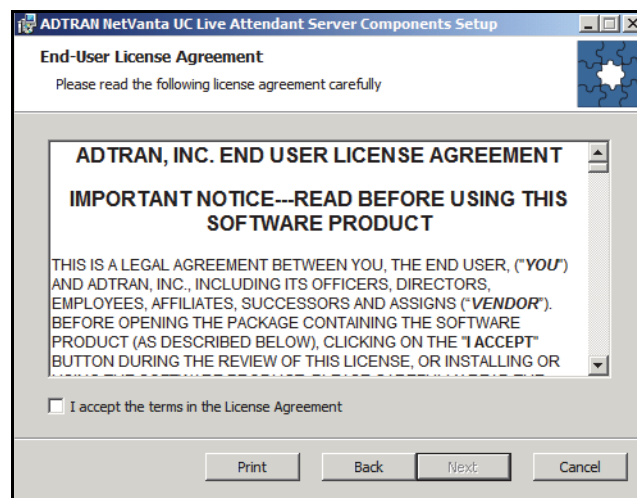 ADTRAN NetVanta UC Live Attendant Server Components Setup
End-User License Agreement
Please read the following license agreement carefully
ADTRAN, INC. END USER LICENSE AGREEMENT
IMPORTANT NOTICE---READ BEFORE USING THIS
SOFTWARE PRODUCT
THIS IS A LEGAL AGREEMENT BETWEEN YOU, THE END USER, ("YOU")
AND ADTRAN, INC., INCLUDING ITS OFFICERS, DIRECTORS,
EMPLOYEES, AFFILIATES, SUCCESSORS AND ASSIGNS ("VENDOR").
BEFORE OPENING THE PACKAGE CONTAINING THE SOFTWARE
PRODUCT (AS DESCRIBED BELOW), CLICKING ON THE "I ACCEPT"
BUTTON DURING THE REVIEW OF THIS LICENSE, OR INSTALLING OR
I accept the terms in the License Agreement
Print Back Next Cancel